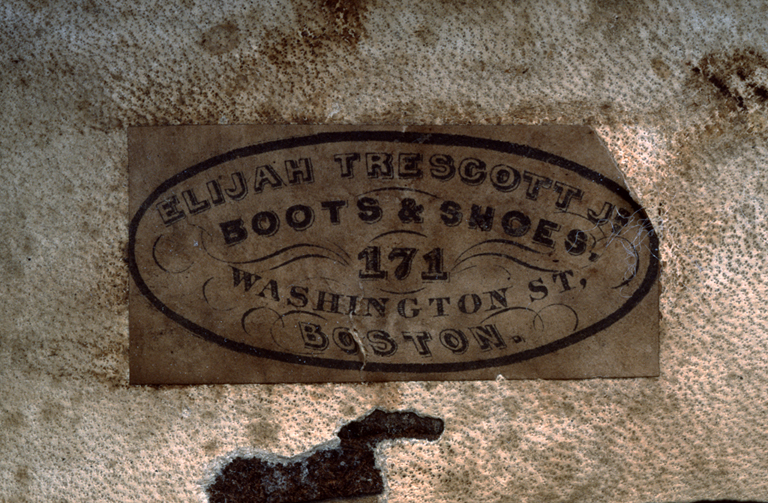 ELIJAH TRESCOTT Jr
BOOTS & SHOES,
171
WASHINGTON ST,
BOSTON.